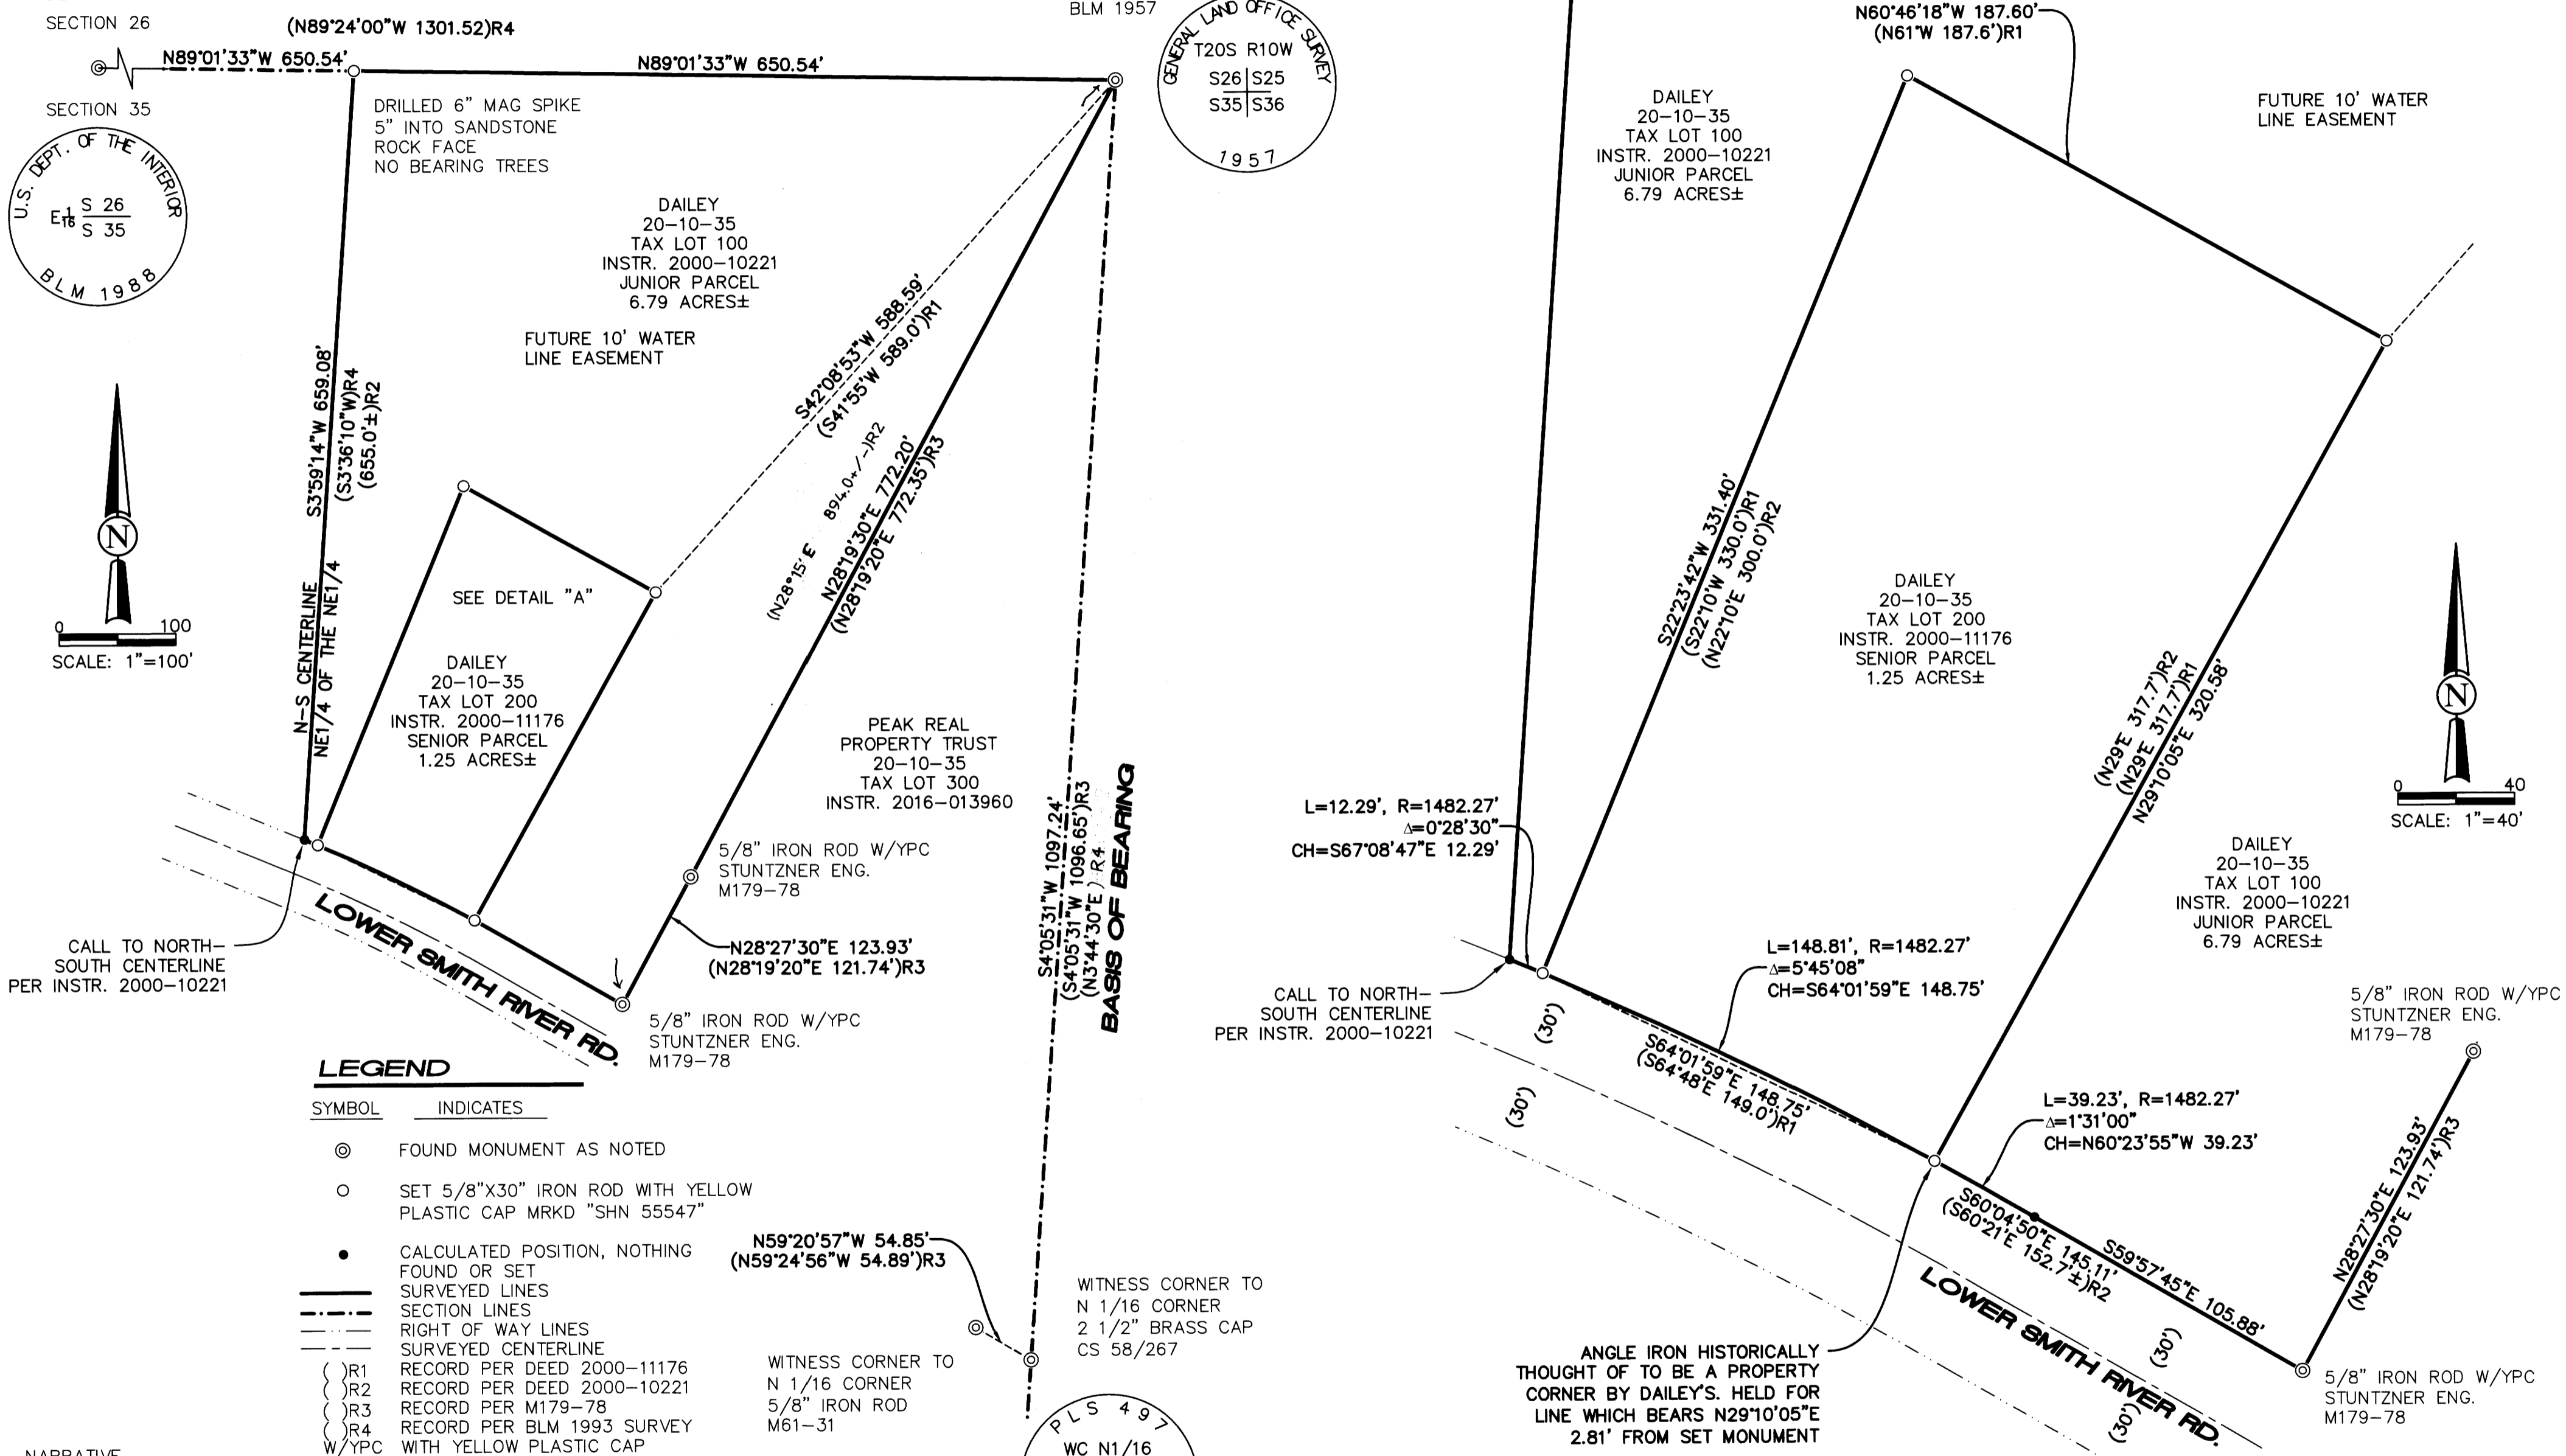 SECTION 26
(N89°24'00"W 1301.52)R4
N89°01'33"W 650.54'
N89°01'33"W 650.54'
SECTION 35
U.S. DEPT. OF THE INTERIOR
E 1/16 S 26
S 35
BLM 1988
DRILLED 6" MAG SPIKE
5" INTO SANDSTONE
ROCK FACE
NO BEARING TREES
BLM 1957
GENERAL LAND OFFICE SURVEY
T20S R10W
S26 S25
S35 S36
1957
DAILEY
20-10-35
TAX LOT 100
INSTR. 2000-10221
JUNIOR PARCEL
6.79 ACRES±
FUTURE 10' WATER
LINE EASEMENT
S42°08'53"W 588.59'
(S41°55'W 589.0')R1
(N28°15'E 894.0+/-)R2
N28°19'30"E 772.20'
(N28°19'20"E 772.35')R3
S3°59'14"W 659.08'
(S3°36'10"W)R4
(655.0'±)R2
N-S CENTERLINE
NE1/4 OF THE NE1/4
N
0 100
SCALE: 1"=100'
SEE DETAIL "A"
DAILEY
20-10-35
TAX LOT 200
INSTR. 2000-11176
SENIOR PARCEL
1.25 ACRES±
PEAK REAL
PROPERTY TRUST
20-10-35
TAX LOT 300
INSTR. 2016-013960
5/8" IRON ROD W/YPC
STUNTZNER ENG.
M179-78
N28°27'30"E 123.93'
(N28°19'20"E 121.74')R3
S4°05'31"W 1097.24'
(S4°05'31"W 1096.65')R3
(N3°44'30"E) R4
BASIS OF BEARING
CALL TO NORTH-
SOUTH CENTERLINE
PER INSTR. 2000-10221
LOWER SMITH RIVER RD.
5/8" IRON ROD W/YPC
STUNTZNER ENG.
M179-78
LEGEND
SYMBOL INDICATES
FOUND MONUMENT AS NOTED
SET 5/8"X30" IRON ROD WITH YELLOW
PLASTIC CAP MRKD "SHN 55547"
CALCULATED POSITION, NOTHING
FOUND OR SET
SURVEYED LINES
SECTION LINES
RIGHT OF WAY LINES
SURVEYED CENTERLINE
( )R1 RECORD PER DEED 2000-11176
( )R2 RECORD PER DEED 2000-10221
( )R3 RECORD PER M179-78
( )R4 RECORD PER BLM 1993 SURVEY
W/YPC WITH YELLOW PLASTIC CAP
N59°20'57"W 54.85'
(N59°24'56"W 54.89')R3
WITNESS CORNER TO
N 1/16 CORNER
2 1/2" BRASS CAP
CS 58/267
WITNESS CORNER TO
N 1/16 CORNER
5/8" IRON ROD
M61-31
PLS 497
WC N1/16
N60°46'18"W 187.60'
(N61°W 187.6')R1
DAILEY
20-10-35
TAX LOT 100
INSTR. 2000-10221
JUNIOR PARCEL
6.79 ACRES±
FUTURE 10' WATER
LINE EASEMENT
S22°23'42"W 331.40'
(S22°10'W 330.0')R1
(N22°10'E 300.0')R2
DAILEY
20-10-35
TAX LOT 200
INSTR. 2000-11176
SENIOR PARCEL
1.25 ACRES±
(N29°E 317.7')R2
(N29°E 317.7')R1
N29°10'05"E 320.58'
N
0 40
SCALE: 1"=40'
L=12.29', R=1482.27'
Δ=0°28'30"
CH=S67°08'47"E 12.29'
DAILEY
20-10-35
TAX LOT 100
INSTR. 2000-10221
JUNIOR PARCEL
6.79 ACRES±
L=148.81', R=1482.27'
Δ=5°45'08"
CH=S64°01'59"E 148.75'
CALL TO NORTH-
SOUTH CENTERLINE
PER INSTR. 2000-10221
(30')
(30')
S64°01'59"E 148.75'
(S64°48'E 149.0')R1
5/8" IRON ROD W/YPC
STUNTZNER ENG.
M179-78
L=39.23', R=1482.27'
Δ=1°31'00"
CH=N60°23'55"W 39.23'
N28°27'30"E 123.93'
(N28°19'20"E 121.74')R3
S60°04'50"E 145.11'
(S60°21'E 152.7'±)R2
S59°57'45"E 105.88'
LOWER SMITH RIVER RD.
(30')
(30')
ANGLE IRON HISTORICALLY
THOUGHT OF TO BE A PROPERTY
CORNER BY DAILEY'S. HELD FOR
LINE WHICH BEARS N29°10'05"E
2.81' FROM SET MONUMENT
5/8" IRON ROD W/YPC
STUNTZNER ENG.
M179-78